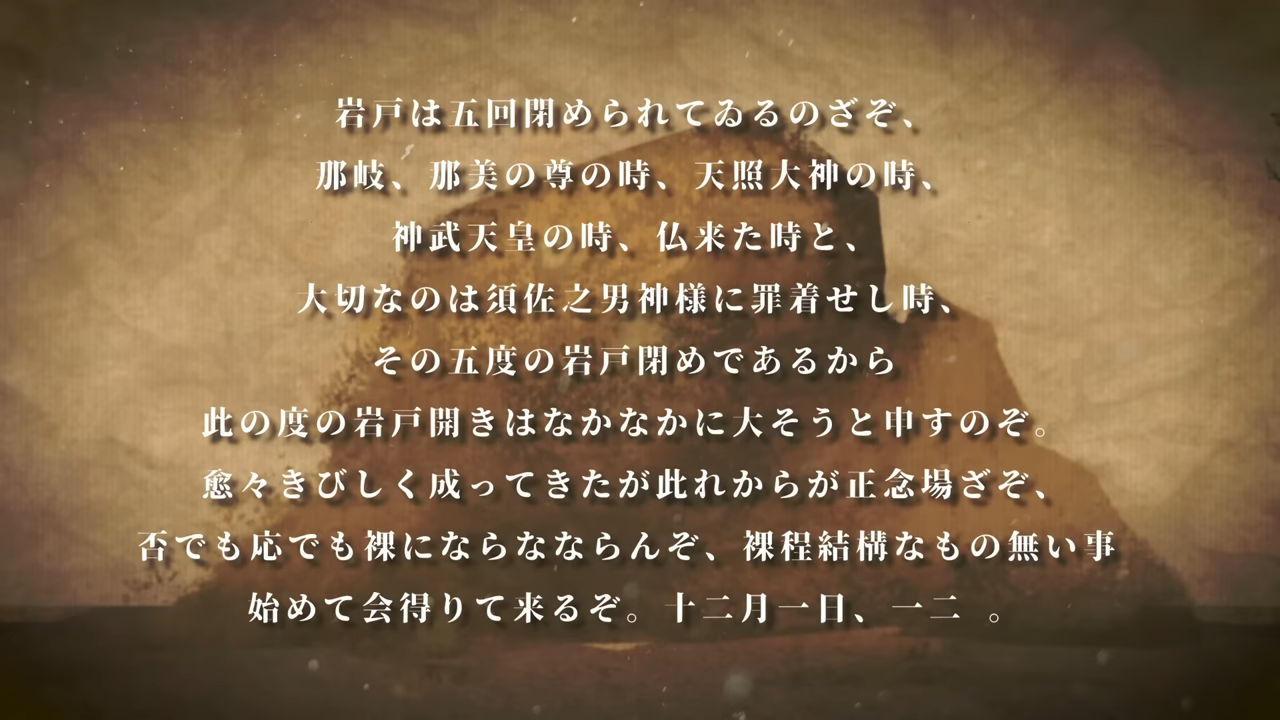 岩戸は五回閉められてゐるのざぞ、
那岐、那美の尊の時、天照大神の時、
神武天皇の時、仏来た時と、
大切なのは須佐之男神様に罪着せし時、
その五度の岩戸閉めであるから
此の度の岩戸開きはなかなかに大そうと申すのぞ。
愈々きびしく成ってきたが此れからが正念場ざぞ、
否でも応でも裸にならなならんぞ、裸程結構なもの無い事
始めて会得りて来るぞ。十二月一日、一二 。